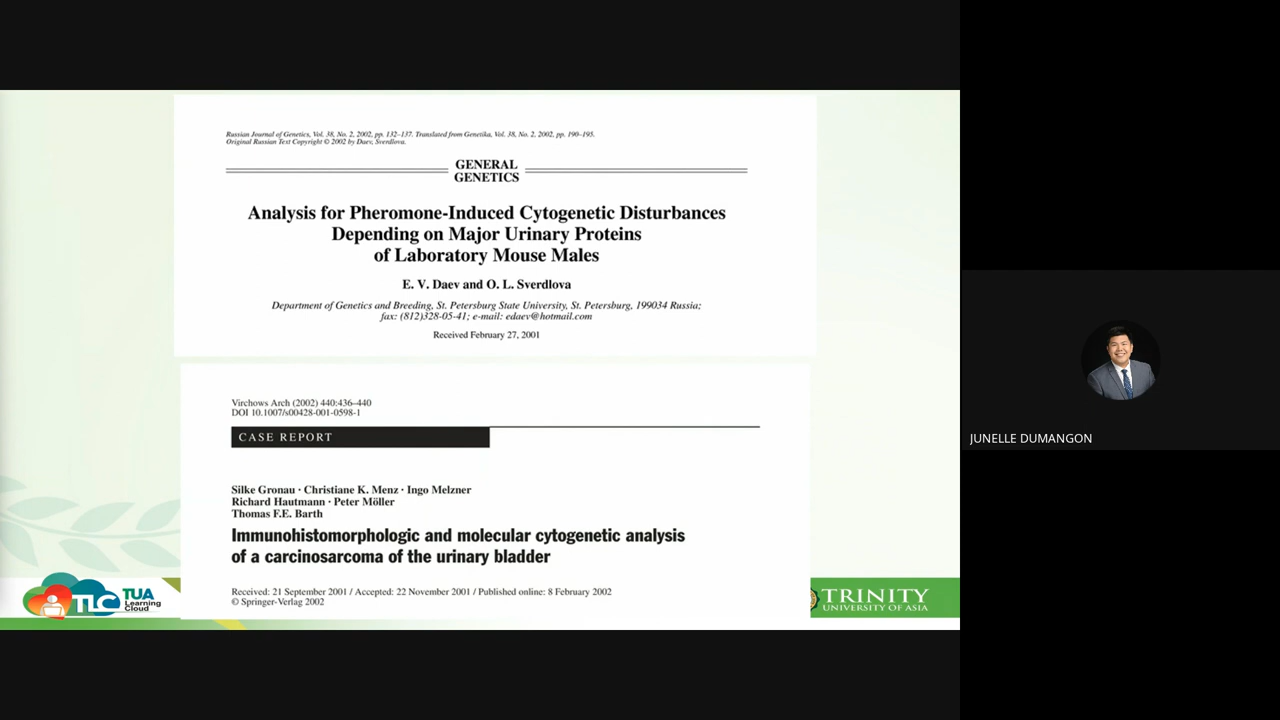 Russian Journal of Genetics, Vol. 38, No. 2, 2002, pp. 132–137. Translated from Genetika, Vol. 38, No. 2, 2002, pp. 190–195.
Original Russian Text Copyright © 2002 by Daev, Sverdlova.
GENERAL
GENETICS
Analysis for Pheromone-Induced Cytogenetic Disturbances
Depending on Major Urinary Proteins
of Laboratory Mouse Males
E. V. Daev and O. L. Sverdlova
Department of Genetics and Breeding, St. Petersburg State University, St. Petersburg, 199034 Russia;
fax: (812)328-05-41; e-mail: edaev@hotmail.com
Received February 27, 2001
Virchows Arch (2002) 440:436–440
DOI 10.1007/s00428-001-0598-1
CASE REPORT
Silke Gronau · Christiane K. Menz · Ingo Melzner
Richard Hautmann · Peter Möller
Thomas F.E. Barth
Immunohistomorphologic and molecular cytogenetic analysis
of a carcinosarcoma of the urinary bladder
Received: 21 September 2001 / Accepted: 22 November 2001 / Published online: 8 February 2002
© Springer-Verlag 2002
TLC TUA
Learning
Cloud
TRINITY
UNIVERSITY OF ASIA
JUNELLE DUMANGON